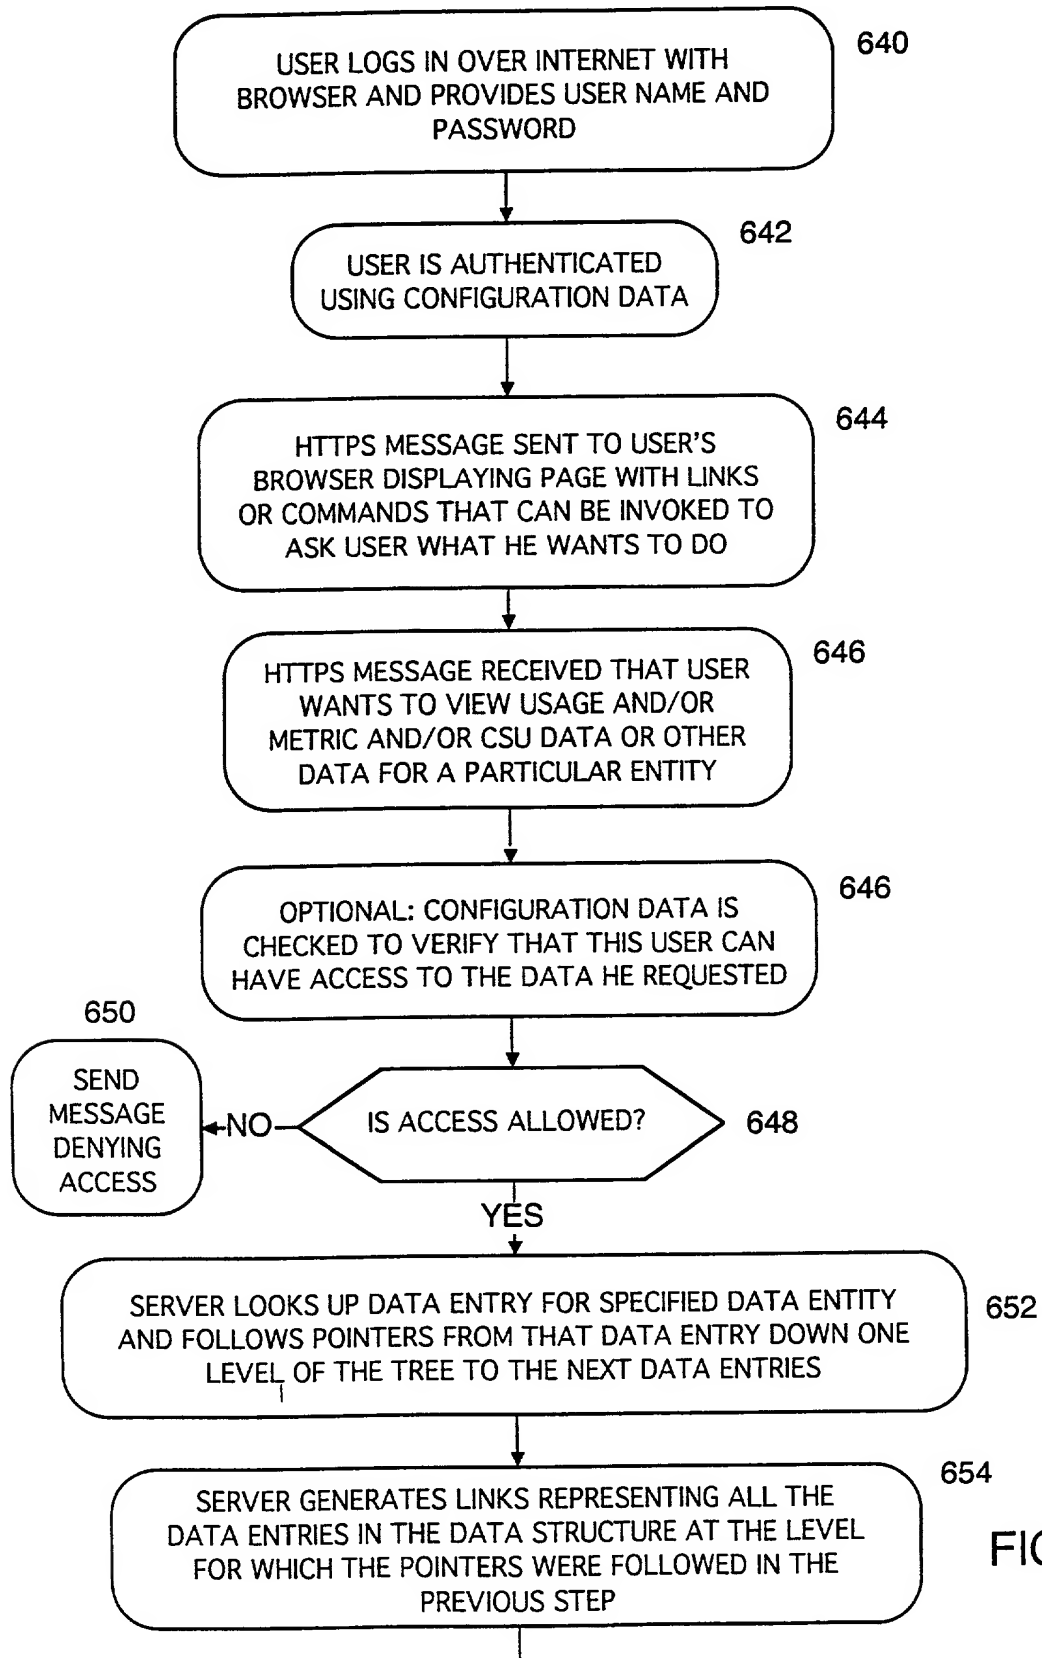 640
USER LOGS IN OVER INTERNET WITH
BROWSER AND PROVIDES USER NAME AND
PASSWORD
642
USER IS AUTHENTICATED
USING CONFIGURATION DATA
644
HTTPS MESSAGE SENT TO USER'S
BROWSER DISPLAYING PAGE WITH LINKS
OR COMMANDS THAT CAN BE INVOKED TO
ASK USER WHAT HE WANTS TO DO
646
HTTPS MESSAGE RECEIVED THAT USER
WANTS TO VIEW USAGE AND/OR
METRIC AND/OR CSU DATA OR OTHER
DATA FOR A PARTICULAR ENTITY
646
OPTIONAL: CONFIGURATION DATA IS
CHECKED TO VERIFY THAT THIS USER CAN
HAVE ACCESS TO THE DATA HE REQUESTED
650
SEND
MESSAGE
DENYING
ACCESS
NO
IS ACCESS ALLOWED?
648
YES
SERVER LOOKS UP DATA ENTRY FOR SPECIFIED DATA ENTITY
AND FOLLOWS POINTERS FROM THAT DATA ENTRY DOWN ONE
LEVEL OF THE TREE TO THE NEXT DATA ENTRIES
652
654
SERVER GENERATES LINKS REPRESENTING ALL THE
DATA ENTRIES IN THE DATA STRUCTURE AT THE LEVEL
FOR WHICH THE POINTERS WERE FOLLOWED IN THE
PREVIOUS STEP